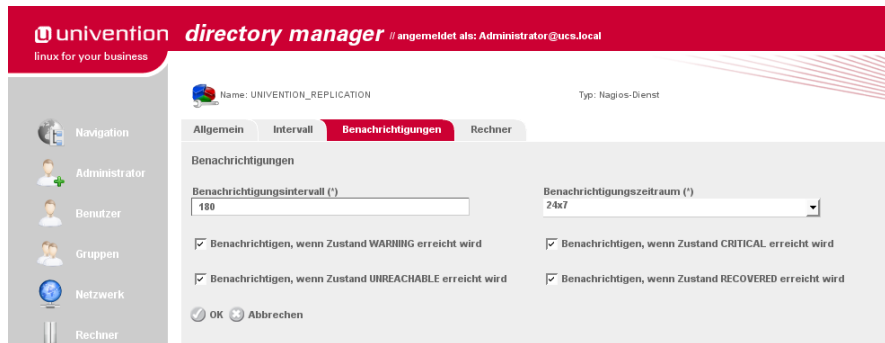 univention directory manager // angemeldet als: Administrator@ucs.local
linux for your business
Name: UNIVENTION_REPLICATION Typ: Nagios-Dienst
Navigation
Administrator
Benutzer
Gruppen
Netzwerk
Rechner
Allgemein Intervall Benachrichtigungen Rechner
Benachrichtigungen
Benachrichtigungsintervall (*) Benachrichtigungszeitraum (*)
180 24x7
Benachrichtigen, wenn Zustand WARNING erreicht wird Benachrichtigen, wenn Zustand CRITICAL erreicht wird
Benachrichtigen, wenn Zustand UNREACHABLE erreicht wird Benachrichtigen, wenn Zustand RECOVERED erreicht wird
OK Abbrechen